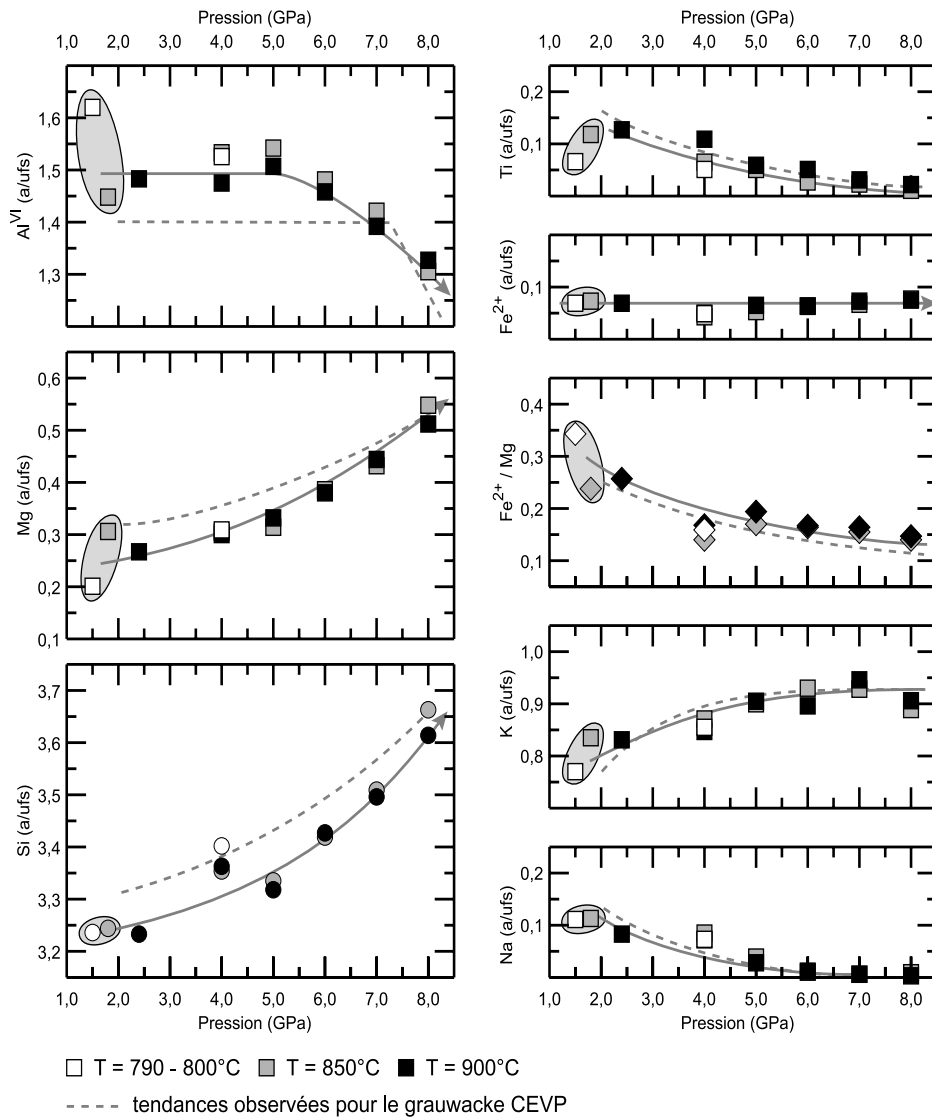 Pression (GPa)
1,0 2,0 3,0 4,0 5,0 6,0 7,0 8,0
Al^VI (a/ufs)
1,6
1,5
1,4
1,3
Mg (a/ufs)
0,6
0,5
0,4
0,3
0,2
0,1
Si (a/ufs)
3,7
3,6
3,5
3,4
3,2
3,2
1,0 2,0 3,0 4,0 5,0 6,0 7,0 8,0
Pression (GPa)
Pression (GPa)
1,0 2,0 3,0 4,0 5,0 6,0 7,0 8,0
Ti (a/ufs)
0,2
0,1
Fe2+ (a/ufs)
0,1
Fe2+ / Mg
0,4
0,3
0,2
0,1
K (a/ufs)
1,0
0,9
0,8
Na (a/ufs)
0,2
0,1
1,0 2,0 3,0 4,0 5,0 6,0 7,0 8,0
Pression (GPa)
T = 790 - 800°C T = 850°C T = 900°C
tendances observées pour le grauwacke CEVP